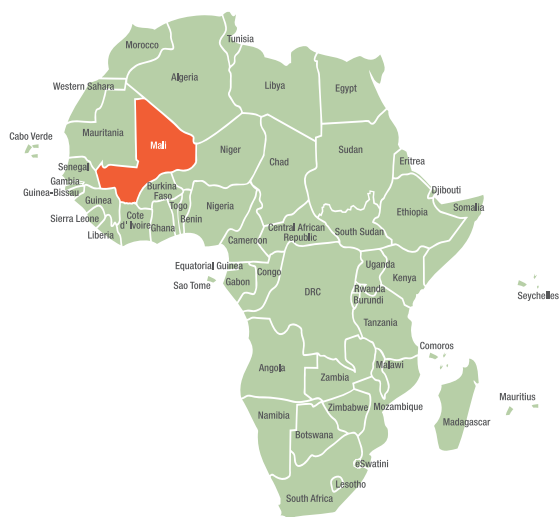 Tunisia
Morocco
Algeria
Libya
Egypt
Western Sahara
Mauritania
Mali
Cabo Verde
Niger
Chad
Sudan
Eritrea
Senegal
Gambia
Guinea-Bissau
Guinea
Burkina
Faso
Djibouti
Somalia
Sierra Leone
Liberia
Cote
d' Ivoire
Ghana
Togo
Benin
Nigeria
Ethiopia
Central African
Republic
South Sudan
Cameroon
Equatorial Guinea
Sao Tome
Gabon
Congo
DRC
Uganda
Kenya
Rwanda
Burundi
Seychelles
Tanzania
Comoros
Angola
Zambia
Malawi
Mozambique
Mauritius
Madagascar
Namibia
Zimbabwe
Botswana
eSwatini
Lesotho
South Africa